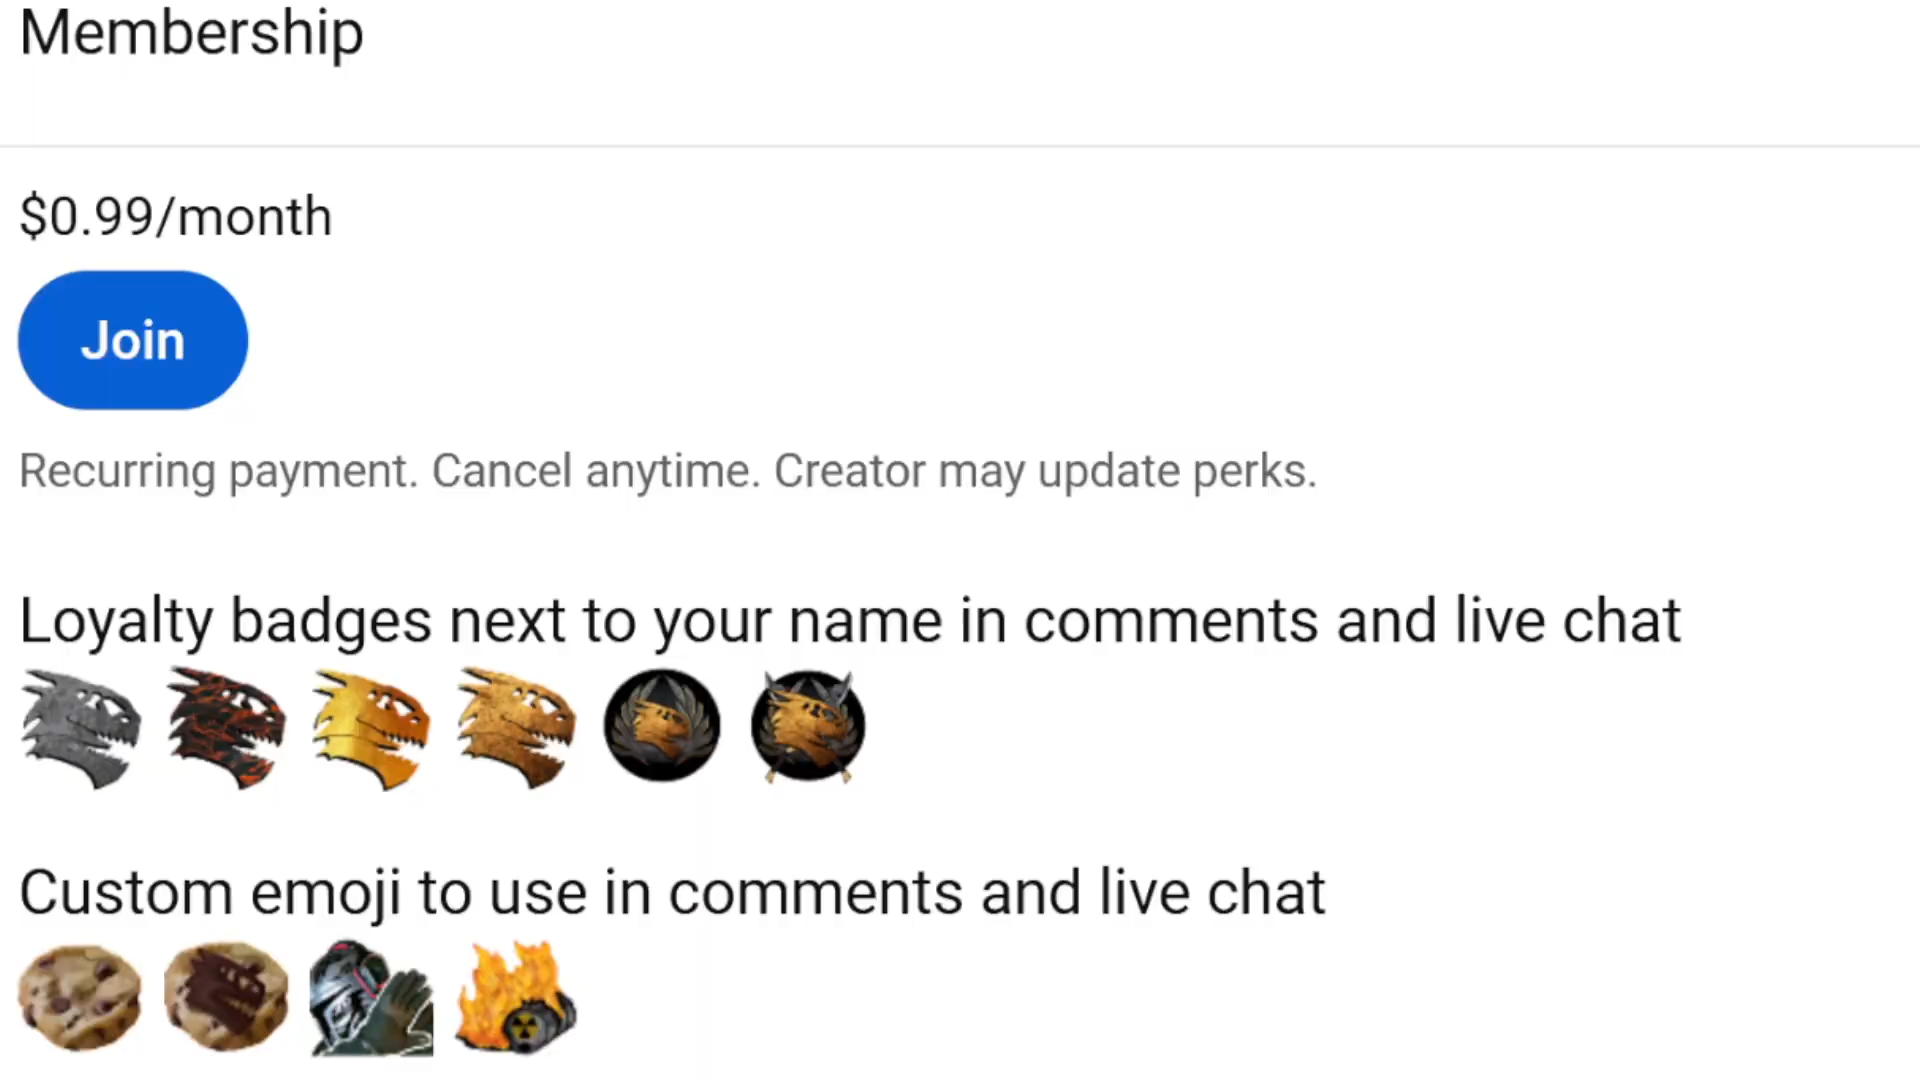 Membership
$0.99/month
Join
Recurring payment. Cancel anytime. Creator may update perks.
Loyalty badges next to your name in comments and live chat
Custom emoji to use in comments and live chat